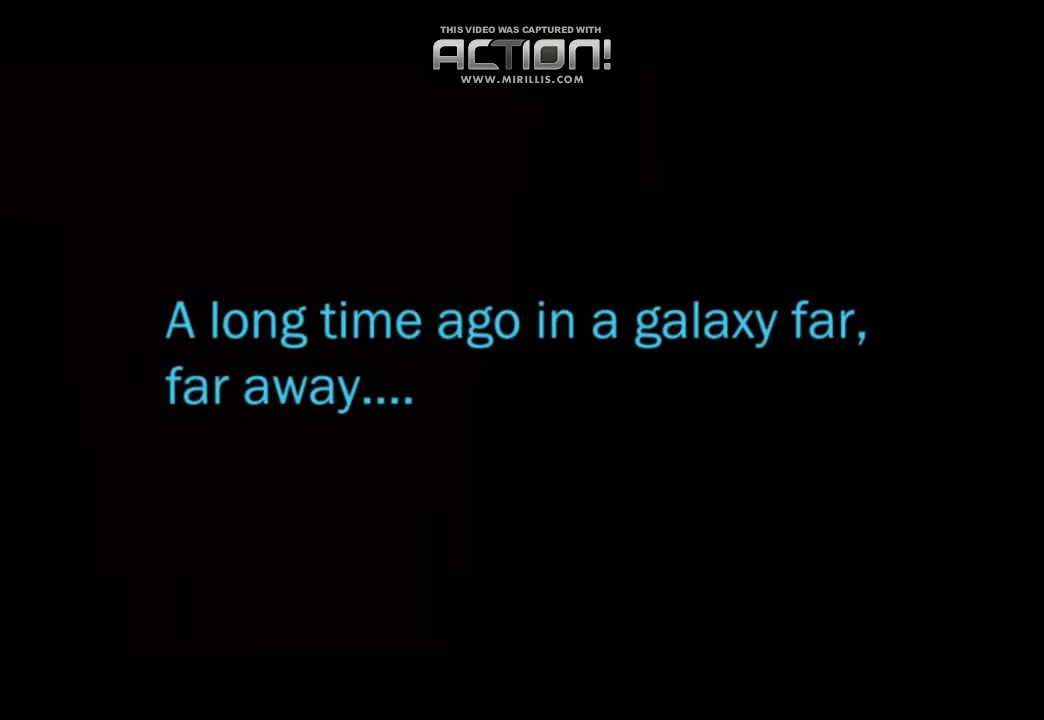 THIS VIDEO WAS CAPTURED WITH
ACTION!
WWW.MIRILLIS.COM
A long time ago in a galaxy far,
far away....